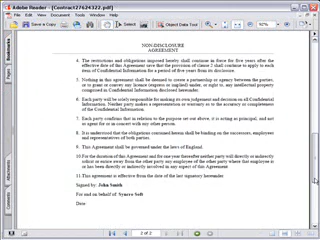 Adobe Reader - [Contract27624322.pdf]
File Edit View Document Tools Window Help
Save a Copy Search Select Object Data Tool 92%
Bookmarks
Pages
Attachments
Comments
NON-DISCLOSURE
AGREEMENT
4. The restrictions and obligations imposed hereby shall continue in force for five years after the
effective date of this Agreement save that the provision of clause 2 shall continue to apply to each
item of Confidential Information for a period of five years from its disclosure.
5. Nothing in this agreement shall be deemed to create a partnership or agency between the parties,
or to grant or convey any licence (express or implied) under, or right to, any intellectual property
comprised in Confidential Information disclosed hereunder.
6. Each party will be solely responsible for making its own judgement and decision on all Confidential
Information. Neither party makes a representation or warranty as to the accuracy or completeness
of the Confidential Information.
7. Each party confirms that in relation to the purpose set above, it is acting as principal, and not
as agent for or in concert with any other person.
8. It is understood that the obligations contained herein shall be binding on the successors, employees
and representatives of both parties.
9. This Agreement shall be governed under the laws of England.
10.For the duration of this Agreement and for one year thereafter neither party will directly or indirectly
solicit or entice away from the other party any employee of the other party where that employee is
or has been directly or indirectly involved in any aspect of this Agreement.
11.This agreement is effective from the date of the last signatory hereunder
Signed by: John Smith
For and on behalf of: Syncro Soft
Date
2 of 2